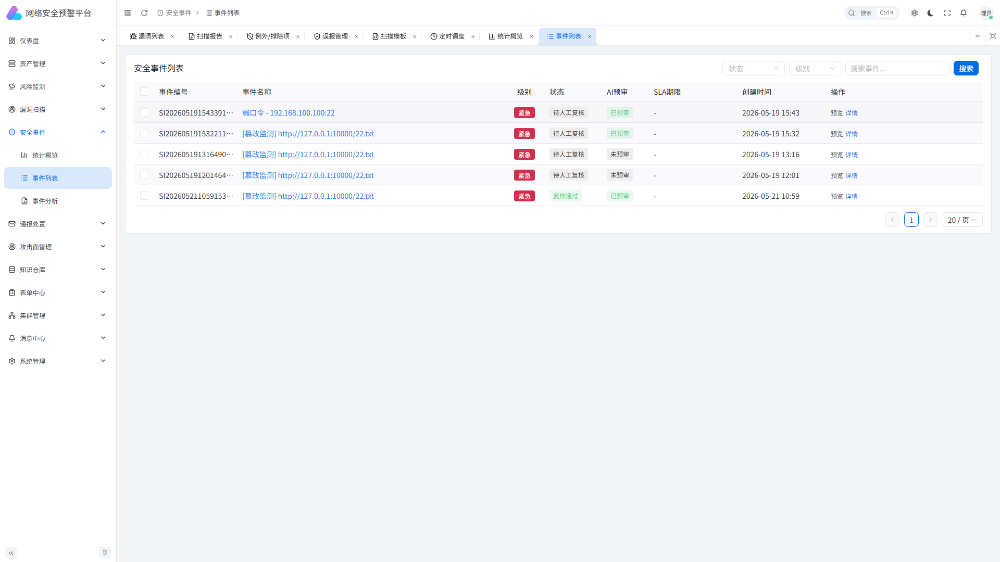 网络安全预警平台
安全事件 > 事件列表
搜索 Ctrl K
理员
漏洞列表 × 扫描报告 × 例外/排除项 × 误报管理 × 扫描模板 × 定时调度 × 统计概览 × 事件列表 ×
仪表盘
资产管理
风险监测
漏洞扫描
安全事件
统计概览
事件列表
事件分析
通报处置
攻击面管理
知识仓库
表单中心
集群管理
消息中心
系统管理
安全事件列表
状态 级别 搜索事件... 搜索
事件编号 事件名称 级别 状态 AI预审 SLA期限 创建时间 操作
SI202605191543391··· 弱口令 - 192.168.100.100:22 紧急 待人工复核 已预审 - 2026-05-19 15:43 预览 详情
SI202605191532211··· [篡改监测] http://127.0.0.1:10000/22.txt 紧急 待人工复核 已预审 - 2026-05-19 15:32 预览 详情
SI202605191316490··· [篡改监测] http://127.0.0.1:10000/22.txt 紧急 待人工复核 未预审 - 2026-05-19 13:16 预览 详情
SI202605191201464··· [篡改监测] http://127.0.0.1:10000/22.txt 紧急 待人工复核 未预审 - 2026-05-19 12:01 预览 详情
SI202605211059153··· [篡改监测] http://127.0.0.1:10000/22.txt 紧急 复核通过 已预审 - 2026-05-21 10:59 预览 详情
1 20 / 页